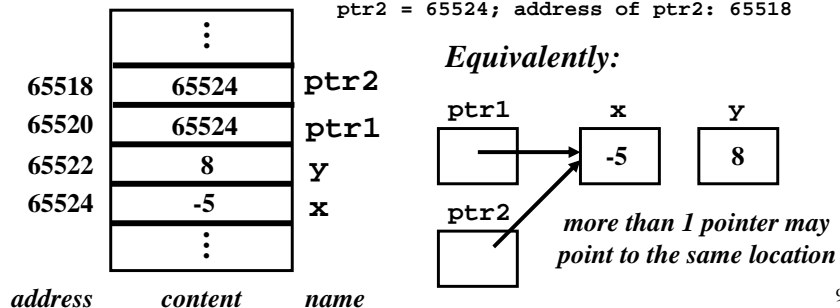 ptr2 = 65524; address of ptr2: 65518
65518 65524 ptr2
65520 65524 ptr1
65522 8 y
65524 -5 x
address content name
Equivalently:
ptr1 x y
-5 8
ptr2
more than 1 pointer may
point to the same location